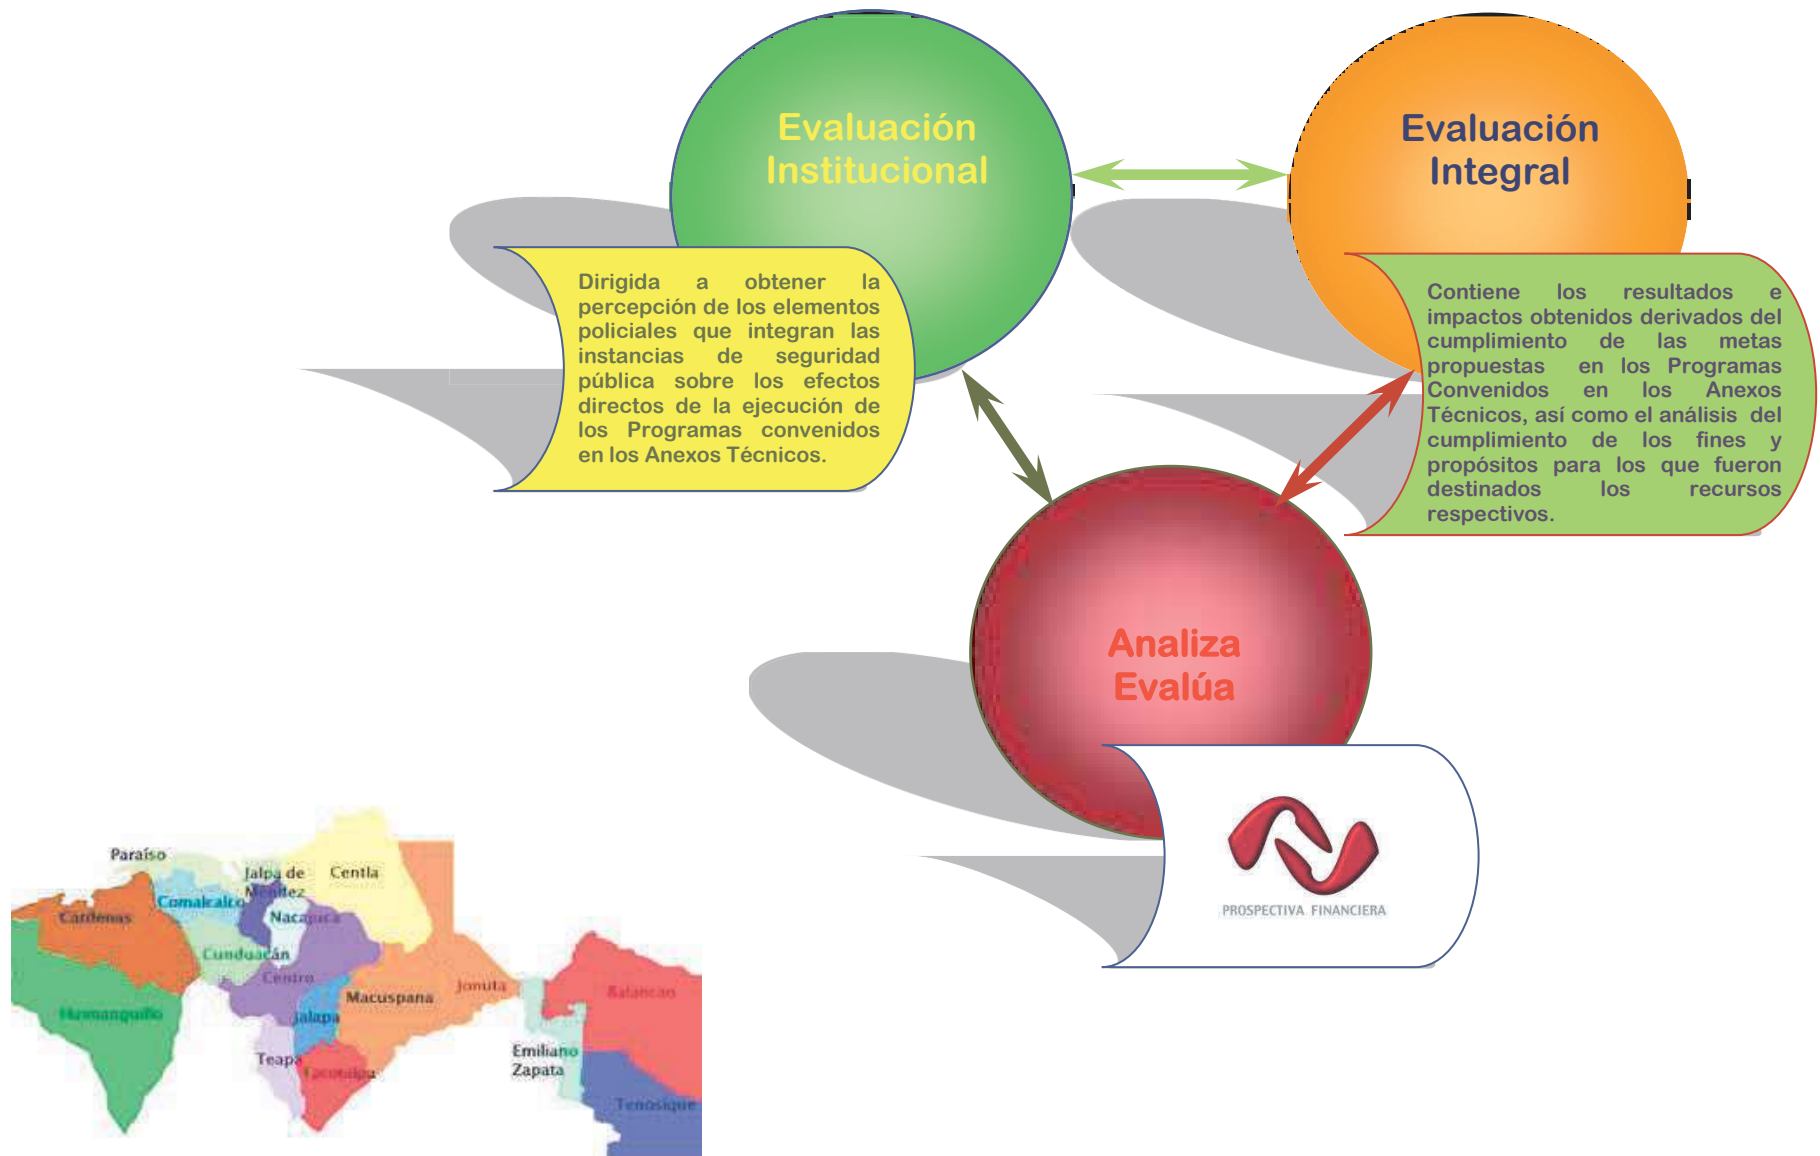 Evaluación
Institucional
Evaluación
Integral
Dirigida a obtener la
percepción de los elementos
policiales que integran las
instancias de seguridad
pública sobre los efectos
directos de la ejecución de
los Programas convenidos
en los Anexos Técnicos.
Contiene los resultados e
impactos obtenidos derivados del
cumplimiento de las metas
propuestas en los Programas
Convenidos en los Anexos
Técnicos, así como el análisis del
cumplimiento de los fines y
propósitos para los que fueron
destinados los recursos
respectivos.
Analiza
Evalúa
PROSPECTIVA FINANCIERA
Paraíso
Jalpa de
Méndez
Centla
Comalcalco
Cárdenas
Nacajuca
Cunduacán
Centro
Macuspana
Jonuta
Balancán
Huimanguillo
Jalapa
Teapa
Tacotalpa
Emiliano
Zapata
Tenosique